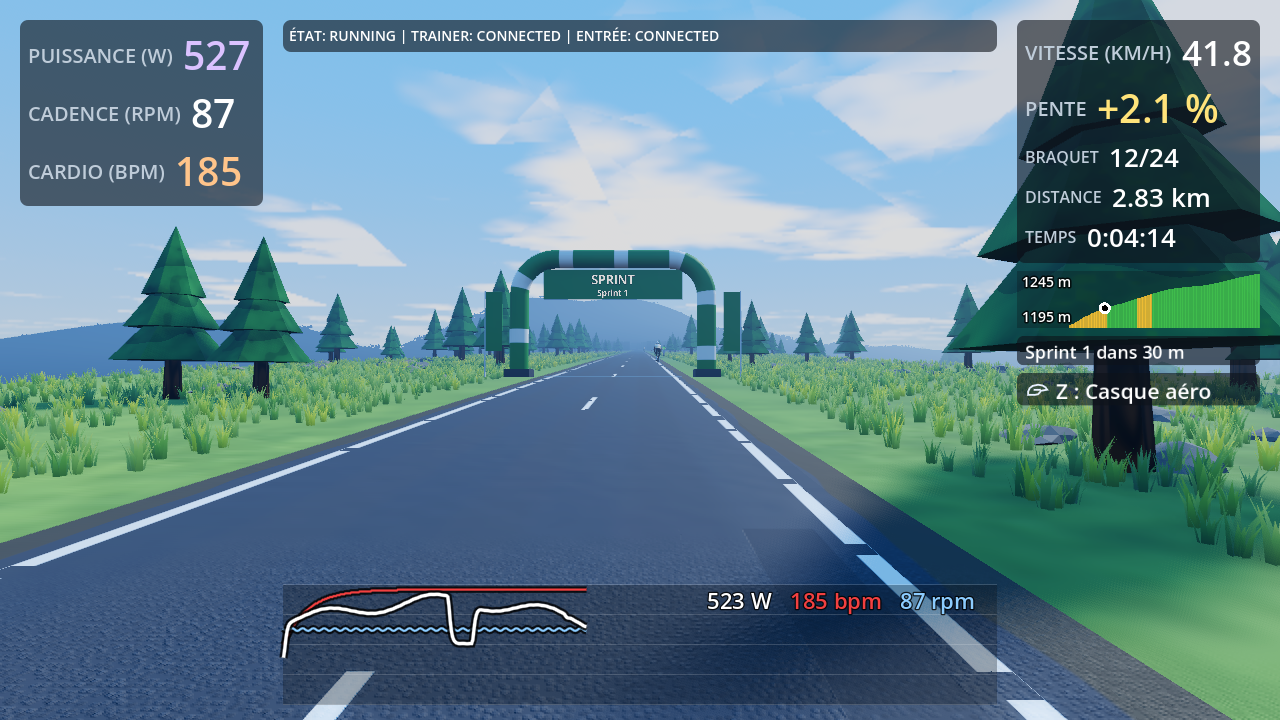 PUISSANCE (W) 527
CADENCE (RPM) 87
CARDIO (BPM) 185
ÉTAT: RUNNING | TRAINER: CONNECTED | ENTRÉE: CONNECTED
VITESSE (KM/H) 41.8
PENTE +2.1 %
BRAQUET 12/24
DISTANCE 2.83 km
TEMPS 0:04:14
1245 m
1195 m
Sprint 1 dans 30 m
Z : Casque aéro
SPRINT
Sprint 1
523 W 185 bpm 87 rpm